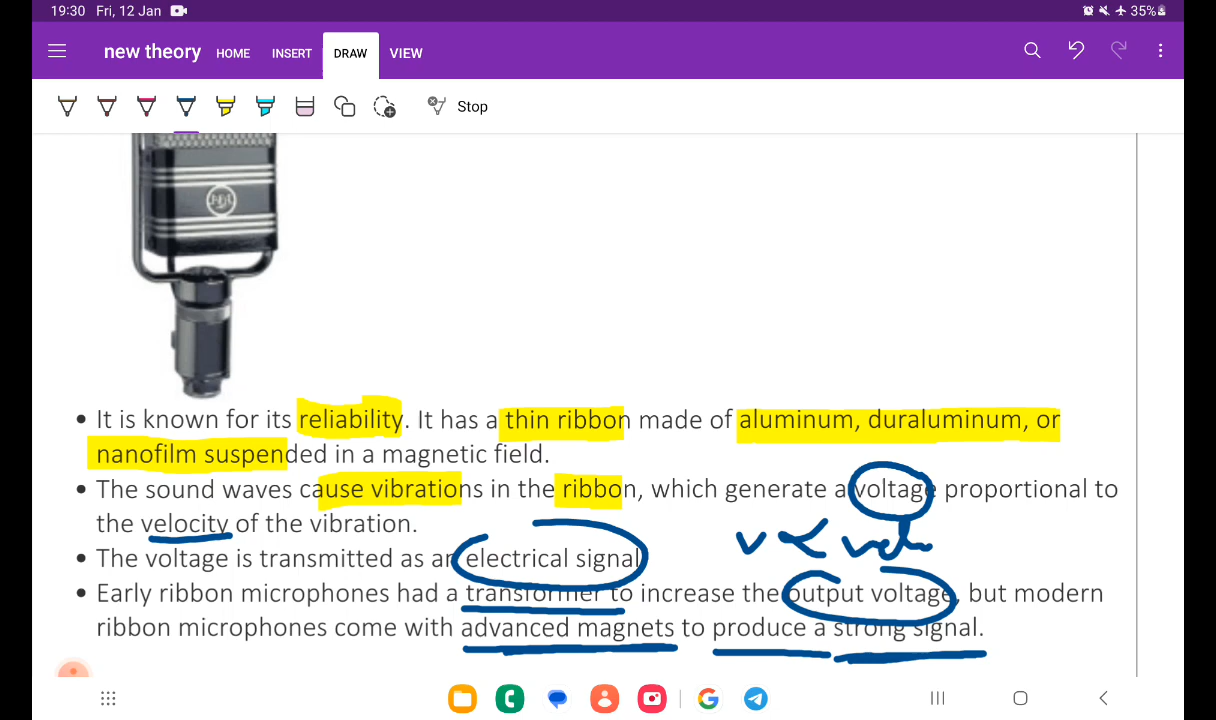 19:30 Fri, 12 Jan 35%
new theory HOME INSERT DRAW VIEW
Stop
• It is known for its reliability. It has a thin ribbon made of aluminum, duraluminum, or
nanofilm suspended in a magnetic field.
• The sound waves cause vibrations in the ribbon, which generate a voltage proportional to
the velocity of the vibration.
v ∝
• The voltage is transmitted as an electrical signal
• Early ribbon microphones had a transformer to increase the output voltage, but modern
ribbon microphones come with advanced magnets to produce a strong signal.